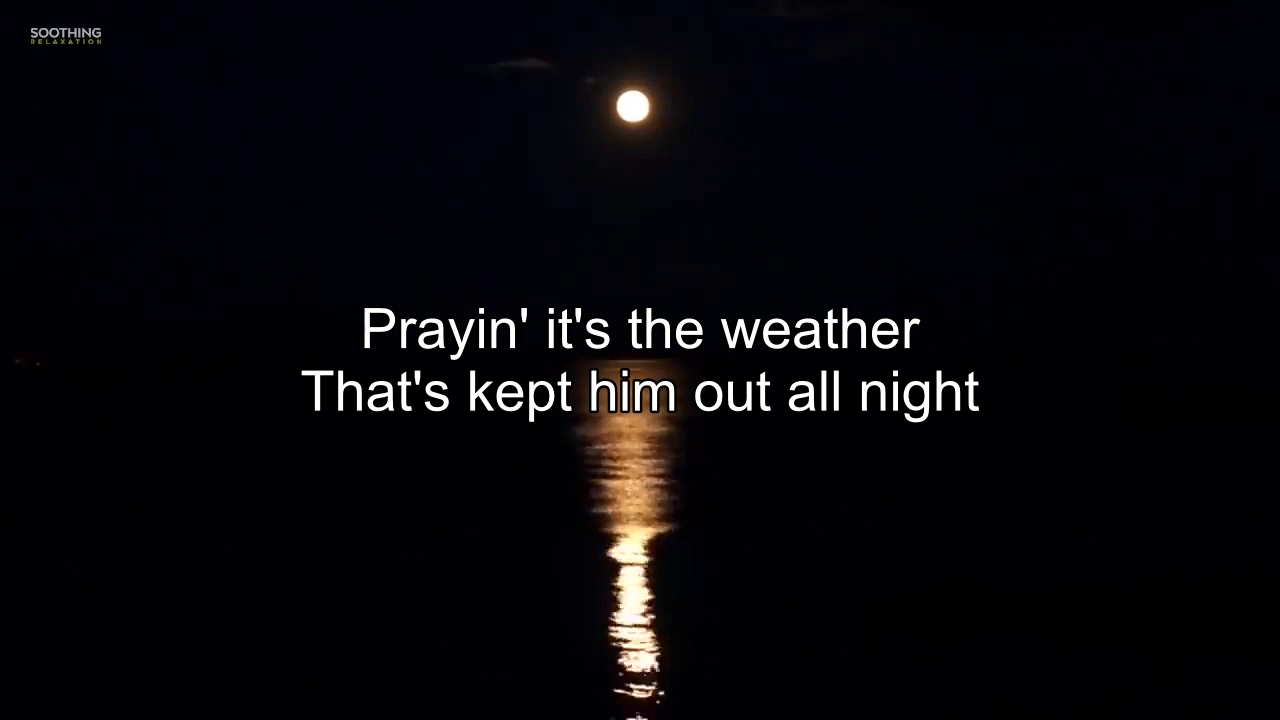 SOOTHING
RELAXATION
Prayin' it's the weather
That's kept him out all night